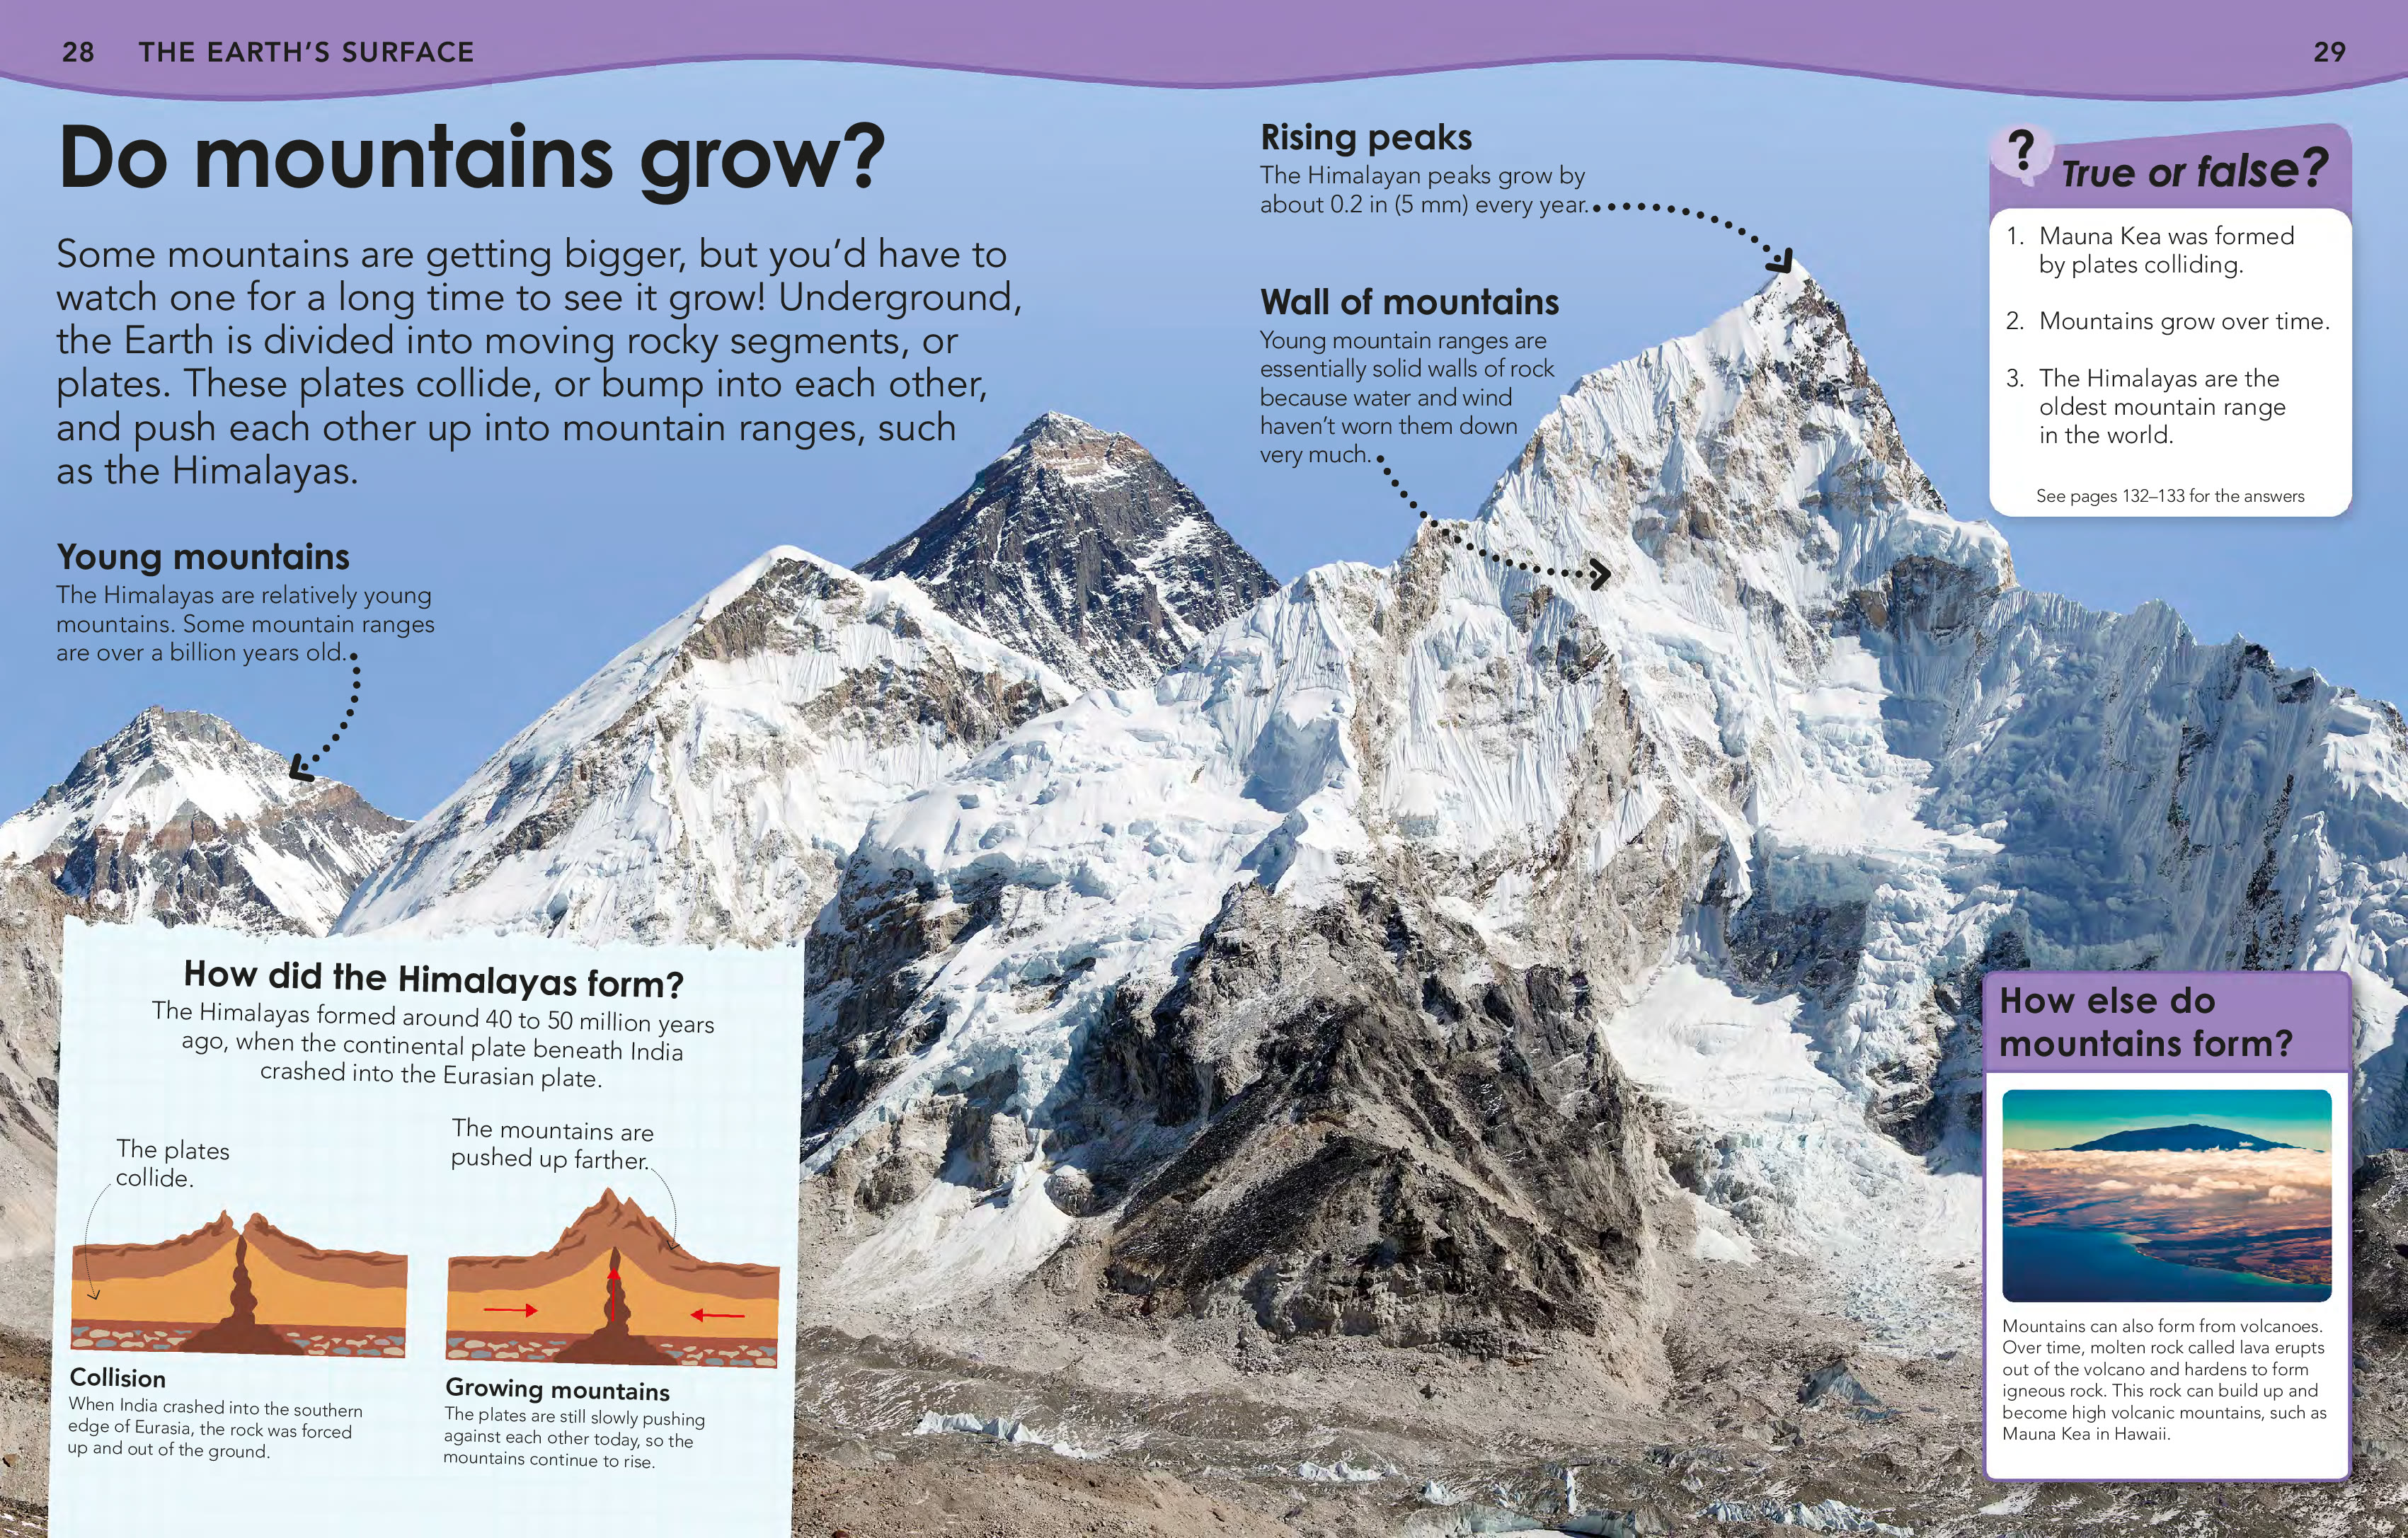 28 THE EARTH'S SURFACE
29
Do mountains grow?
Some mountains are getting bigger, but you'd have to
watch one for a long time to see it grow! Underground,
the Earth is divided into moving rocky segments, or
plates. These plates collide, or bump into each other,
and push each other up into mountain ranges, such
as the Himalayas.
Young mountains
The Himalayas are relatively young
mountains. Some mountain ranges
are over a billion years old.
How did the Himalayas form?
The Himalayas formed around 40 to 50 million years
ago, when the continental plate beneath India
crashed into the Eurasian plate.
The plates
collide.
The mountains are
pushed up farther.
Collision
When India crashed into the southern
edge of Eurasia, the rock was forced
up and out of the ground.
Growing mountains
The plates are still slowly pushing
against each other today, so the
mountains continue to rise.
Rising peaks
The Himalayan peaks grow by
about 0.2 in (5 mm) every year.
Wall of mountains
Young mountain ranges are
essentially solid walls of rock
because water and wind
haven't worn them down
very much.
? True or false?
1. Mauna Kea was formed
by plates colliding.
2. Mountains grow over time.
3. The Himalayas are the
oldest mountain range
in the world.
See pages 132–133 for the answers
How else do
mountains form?
Mountains can also form from volcanoes.
Over time, molten rock called lava erupts
out of the volcano and hardens to form
igneous rock. This rock can build up and
become high volcanic mountains, such as
Mauna Kea in Hawaii.